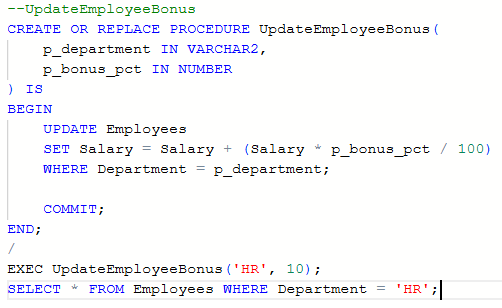 --UpdateEmployeeBonus
CREATE OR REPLACE PROCEDURE UpdateEmployeeBonus(
    p_department IN VARCHAR2,
    p_bonus_pct IN NUMBER
) IS
BEGIN
    UPDATE Employees
    SET Salary = Salary + (Salary * p_bonus_pct / 100)
    WHERE Department = p_department;

    COMMIT;
END;
/
EXEC UpdateEmployeeBonus('HR', 10);
SELECT * FROM Employees WHERE Department = 'HR';